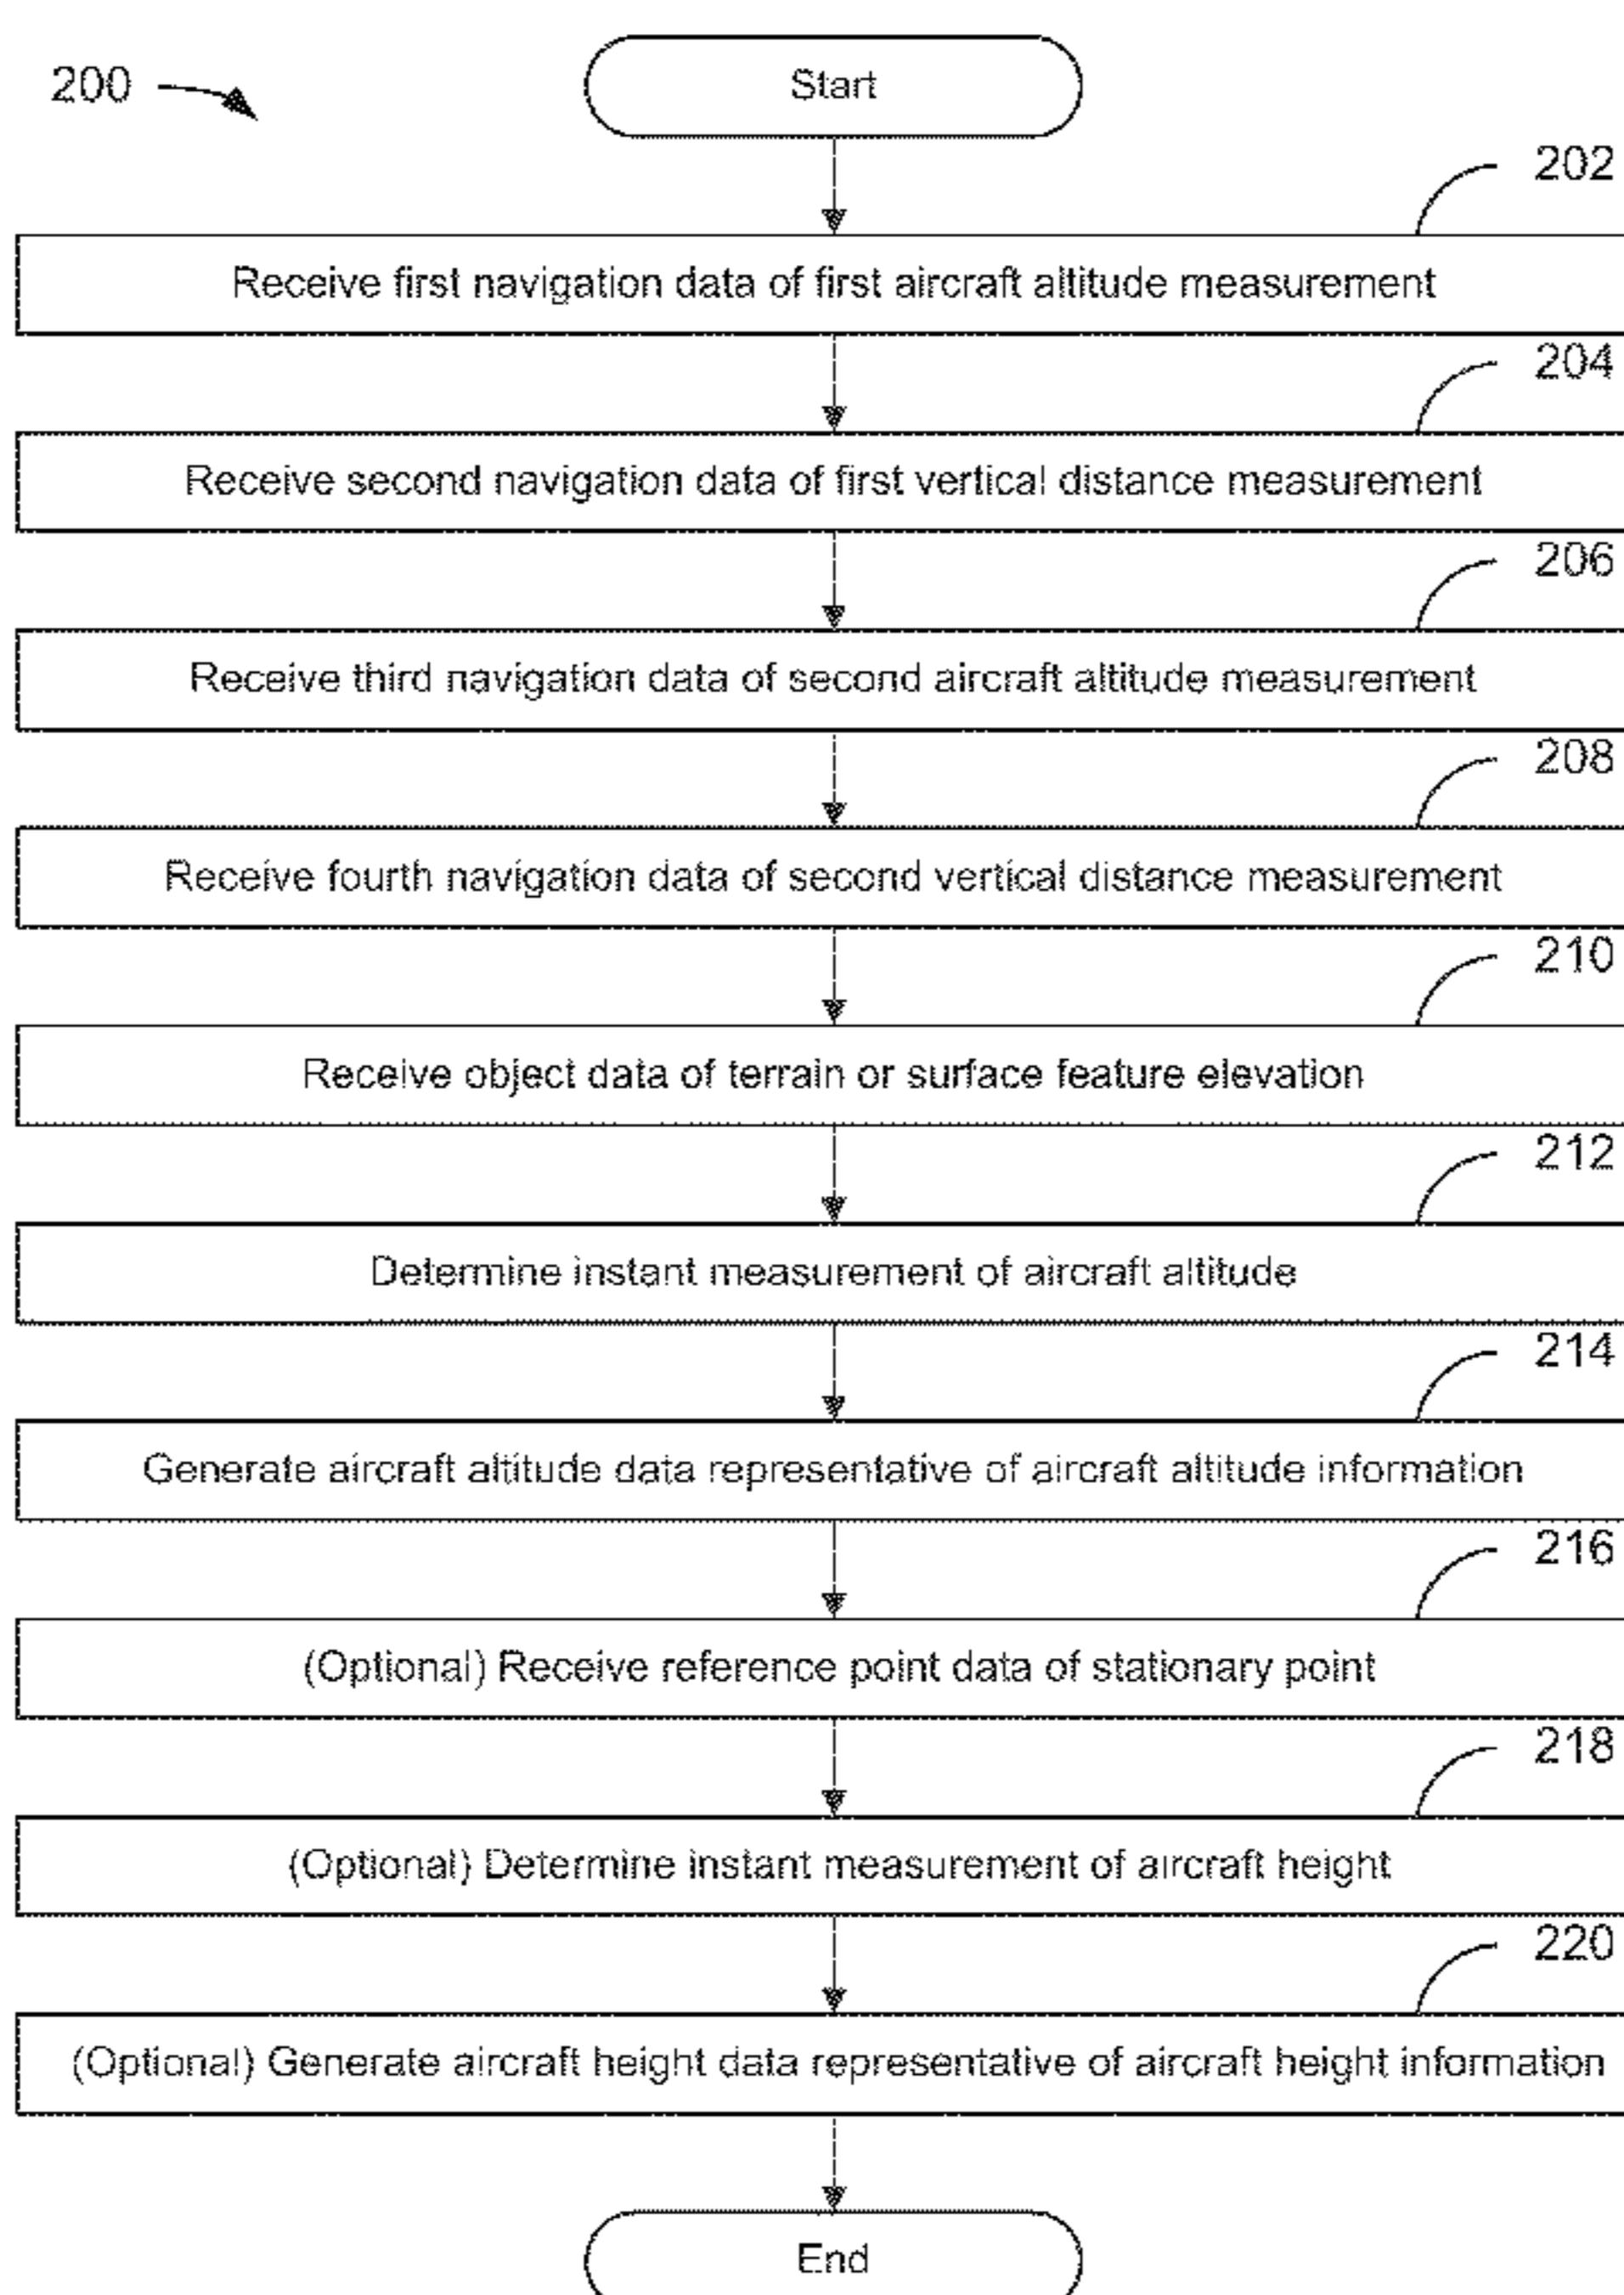 200
Start
202
Receive first navigation data of first aircraft altitude measurement
204
Receive second navigation data of first vertical distance measurement
206
Receive third navigation data of second aircraft altitude measurement
208
Receive fourth navigation data of second vertical distance measurement
210
Receive object data of terrain or surface feature elevation
212
Determine instant measurement of aircraft altitude
214
Generate aircraft altitude data representative of aircraft altitude information
216
(Optional) Receive reference point data of stationary point
218
(Optional) Determine instant measurement of aircraft height
220
(Optional) Generate aircraft height data representative of aircraft height information
End